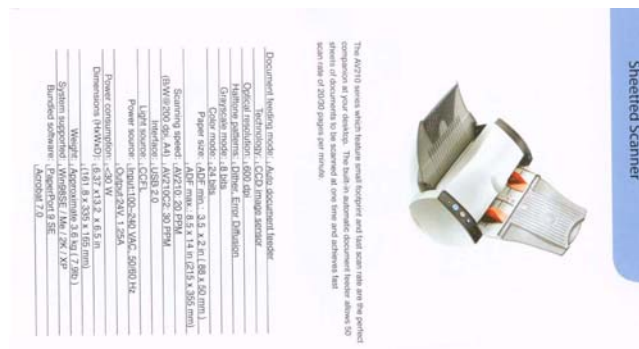 Sheetfed Scanner
The AV210 series which feature small footprint and fast scan rate are the perfect
companion at your desktop. The built-in automatic document feeder allows 50
sheets of documents to be scanned at one time and achieves fast
scan rate of 20/30 pages per minute.
Document feeding mode: Auto document feeder
Technology: CCD image sensor
Optical resolution: 600 dpi
Halftone patterns: Dither, Error Diffusion
Grayscale mode: 8 bits
Color mode: 24 bits
Paper size: ADF min.: 3.5 x 2 in ( 88 x 50 mm )
ADF max.: 8.5 x 14 in (215 x 355 mm)
Scanning speed: AV210: 20 PPM
(B/W@200 dpi, A4) AV210C2: 30 PPM
Interface: USB 2.0
Light source: CCFL
Power source: Input:100~240 VAC, 50/60 Hz
Output:24V, 1.25A
Power consumption: <30 W
Dimensions (HxWxD): 6.37 x 13.2 x 6.5 in
(161.8 x 335 x 165 mm)
Weight: Approximate 3.6 kg ( 7.9lb )
System supported: Win98SE / Me / 2K / XP
Bundled software: PaperPort 9 SE
Acrobat 7.0